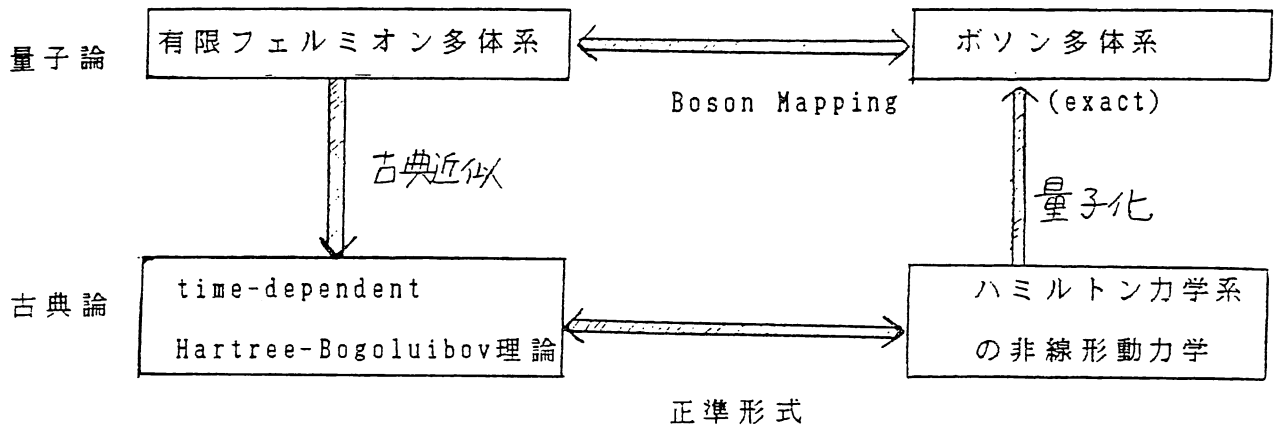 量子論
有限フェルミオン多体系
ボソン多体系
Boson Mapping
(exact)
古典近似
量子化
古典論
time-dependent
Hartree-Bogoluibov理論
ハミルトン力学系
の非線形動力学
正準形式